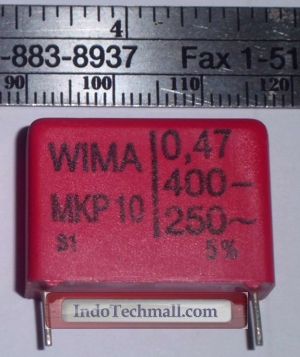 4
-883-8937 Fax 1-51
90 100 110 120
WIMA 0,47
MKP 10 400-
S1 250~
5%
IndoTechmall.com